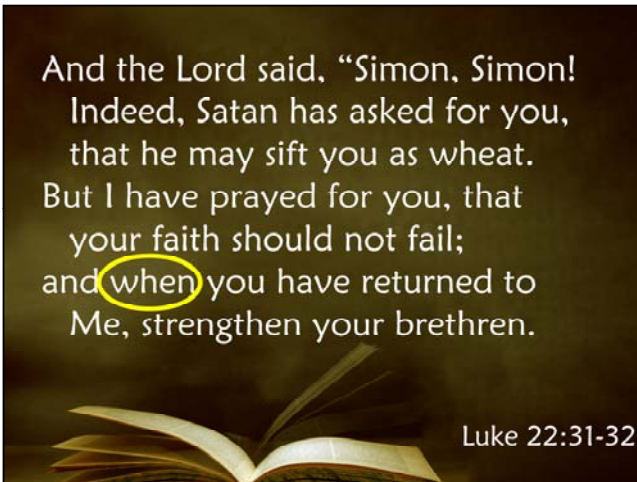 And the Lord said, “Simon, Simon!
Indeed, Satan has asked for you,
that he may sift you as wheat.
But I have prayed for you, that
your faith should not fail;
and when you have returned to
Me, strengthen your brethren.
Luke 22:31-32